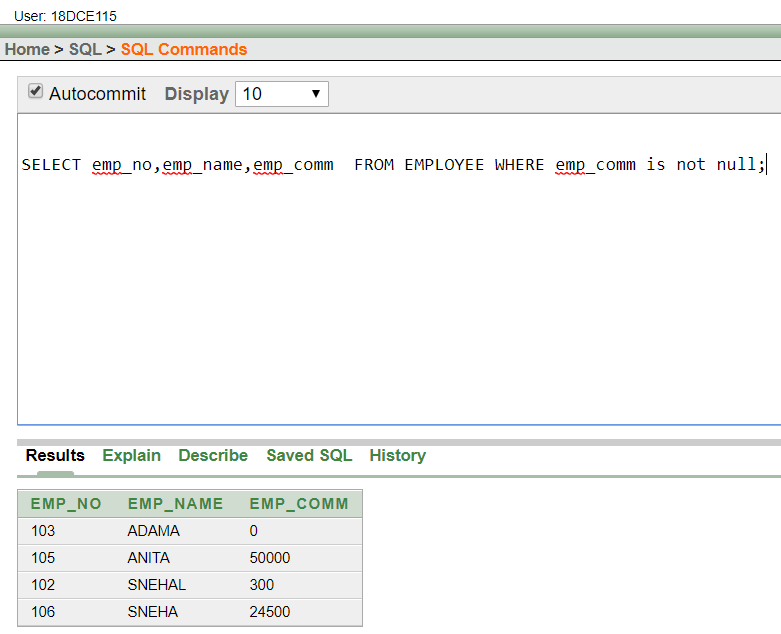 User: 18DCE115
Home > SQL > SQL Commands
Autocommit Display 10
SELECT emp_no,emp_name,emp_comm  FROM EMPLOYEE WHERE emp_comm is not null;
Results Explain Describe Saved SQL History
EMP_NO EMP_NAME EMP_COMM
103 ADAMA 0
105 ANITA 50000
102 SNEHAL 300
106 SNEHA 24500